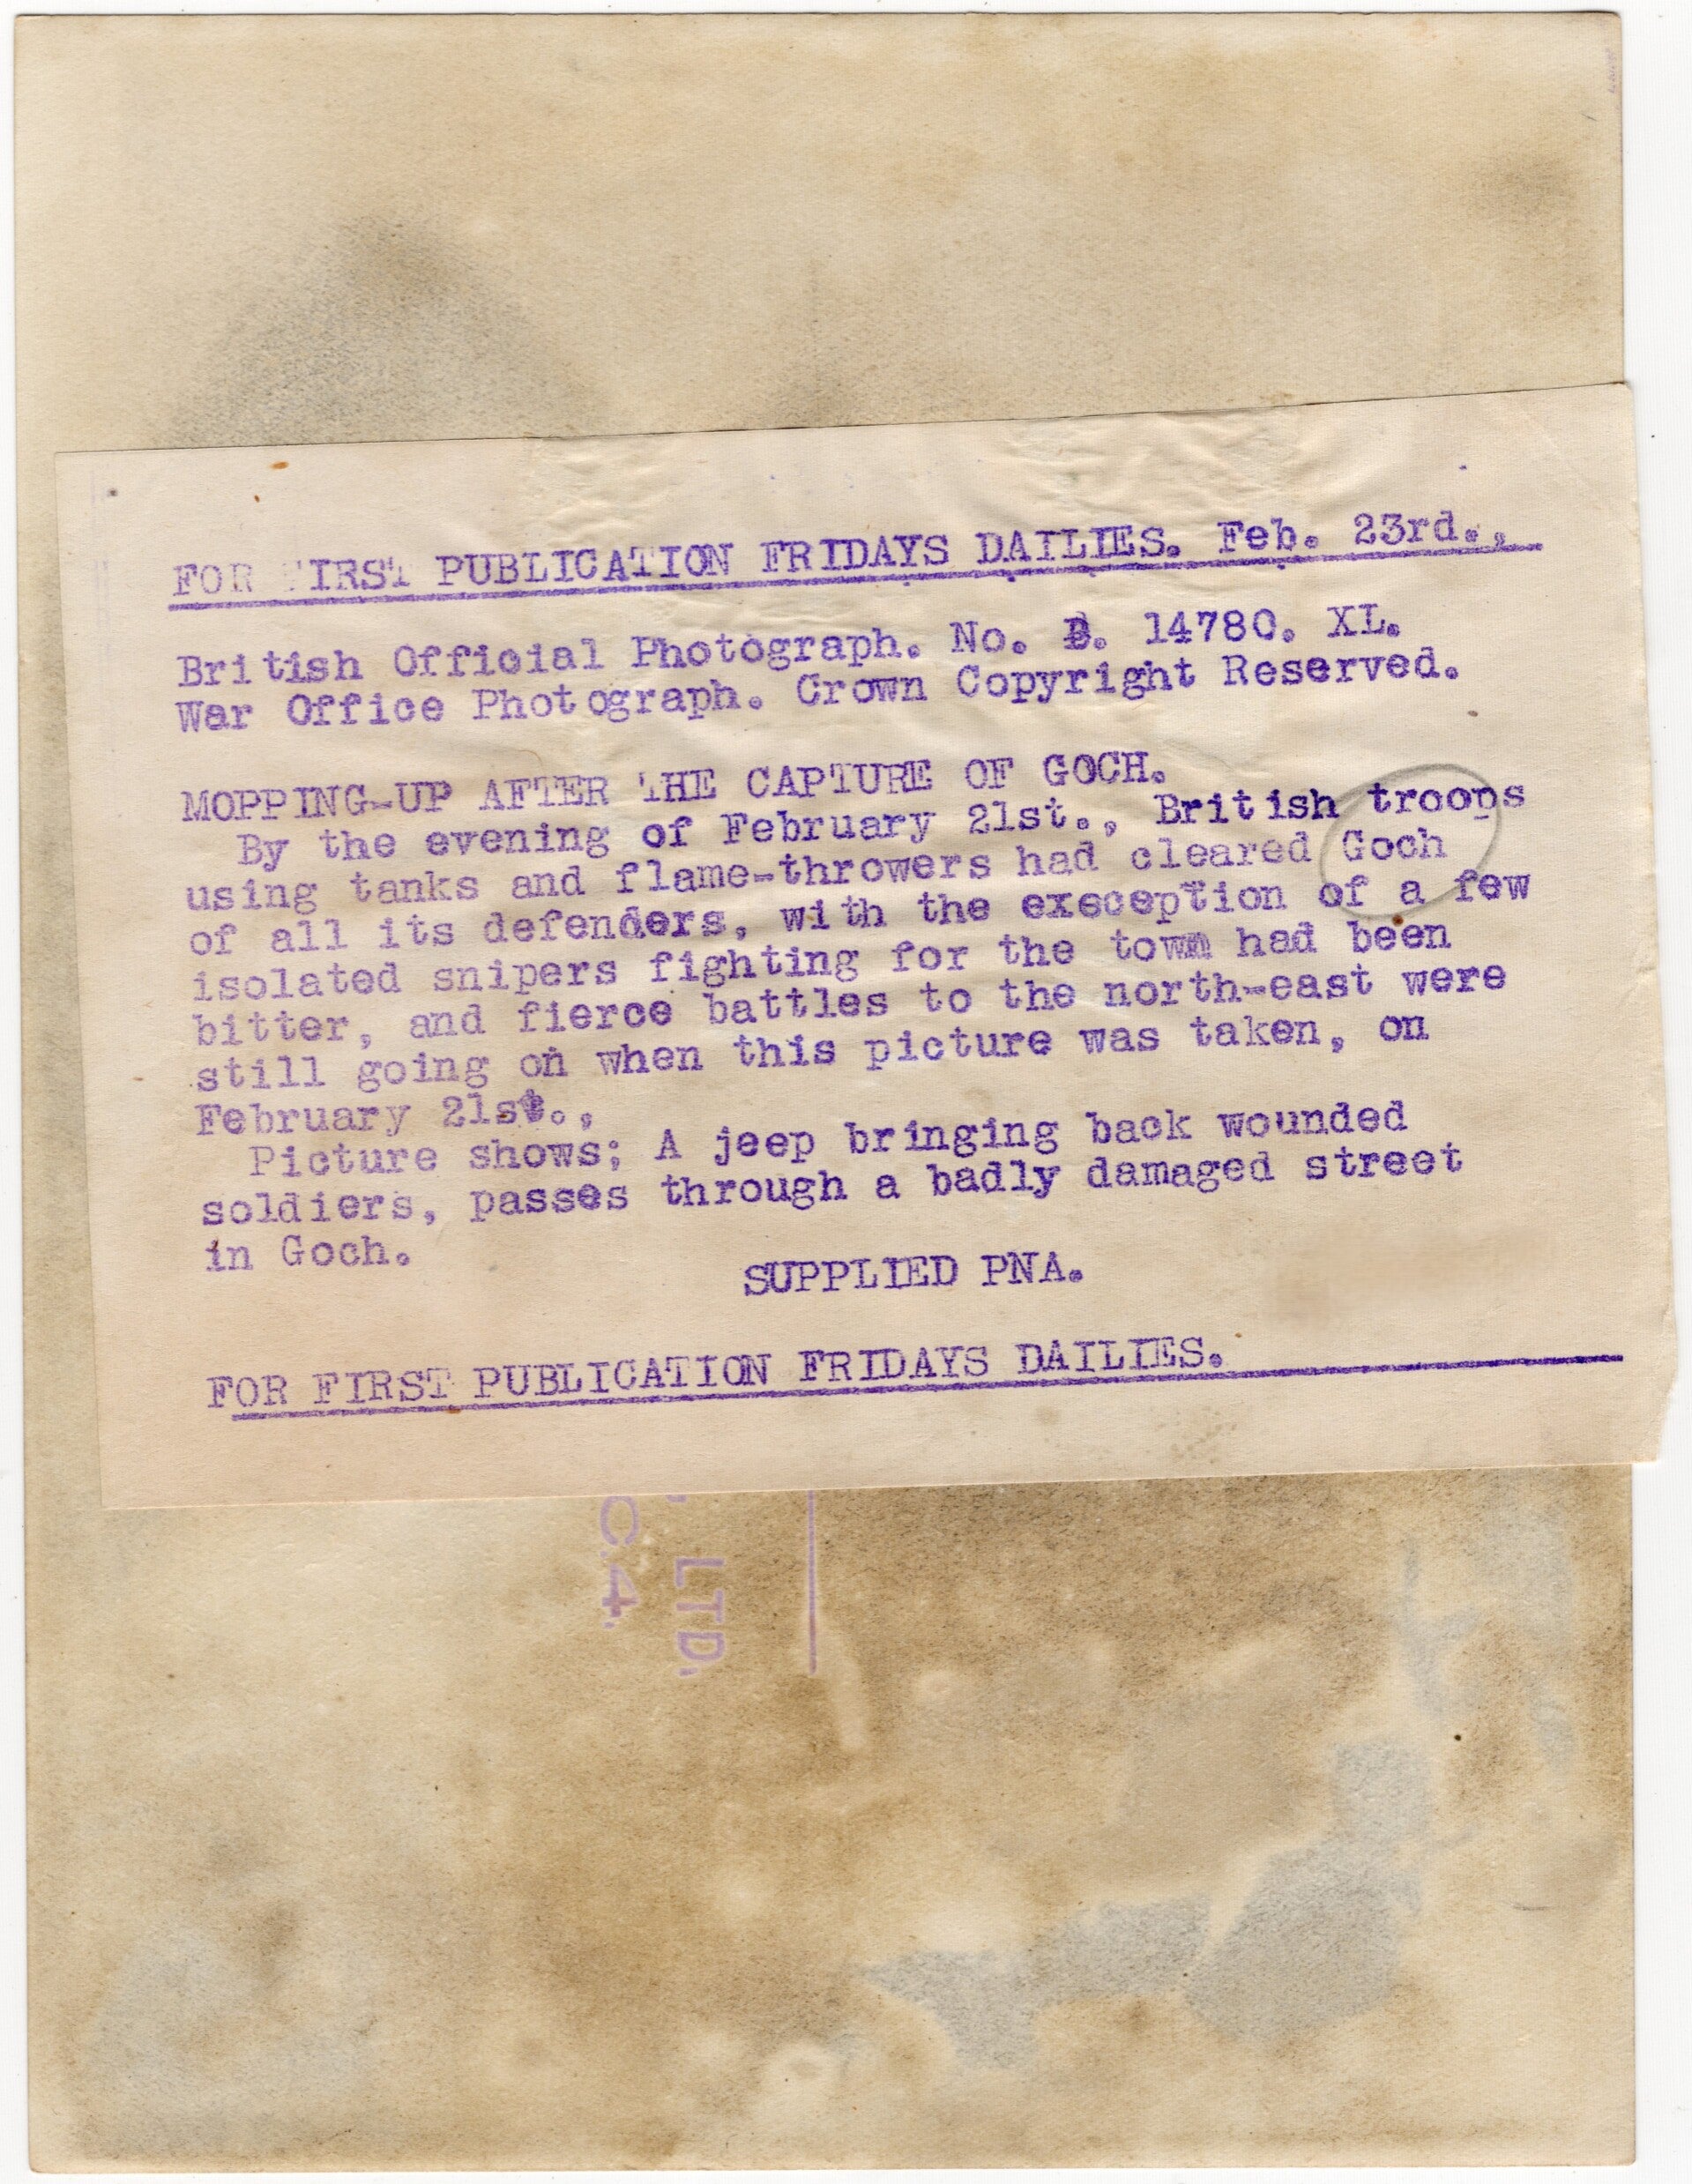 FOR FIRST PUBLICATION FRIDAYS DAILIES. Feb. 23rd.,
British Official Photograph. No. B. 14780. XL.
War Office Photograph. Crown Copyright Reserved.
MOPPING-UP AFTER THE CAPTURE OF GOCH.
By the evening of February 21st., British troops
using tanks and flame-throwers had cleared Goch
of all its defenders, with the exeception of a few
isolated snipers fighting for the town had been
bitter, and fierce battles to the north-east were
still going on when this picture was taken, on
February 21st.,
Picture shows; A jeep bringing back wounded
soldiers, passes through a badly damaged street
in Goch.
SUPPLIED PNA.
FOR FIRST PUBLICATION FRIDAYS DAILIES.
LTD.
C.4.